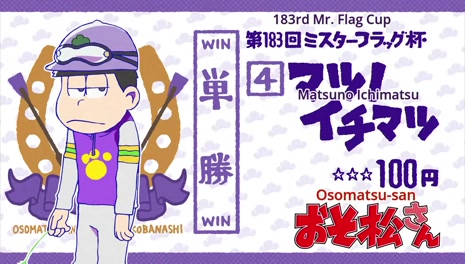 183rd Mr. Flag Cup
第183回ミスターフラッグ杯
WIN
単勝
WIN
4
マツノ
Matsuno Ichimatsu
イチマツ
☆☆☆100円
Osomatsu-san
おそ松さん
OSOMAT
OBANASHI